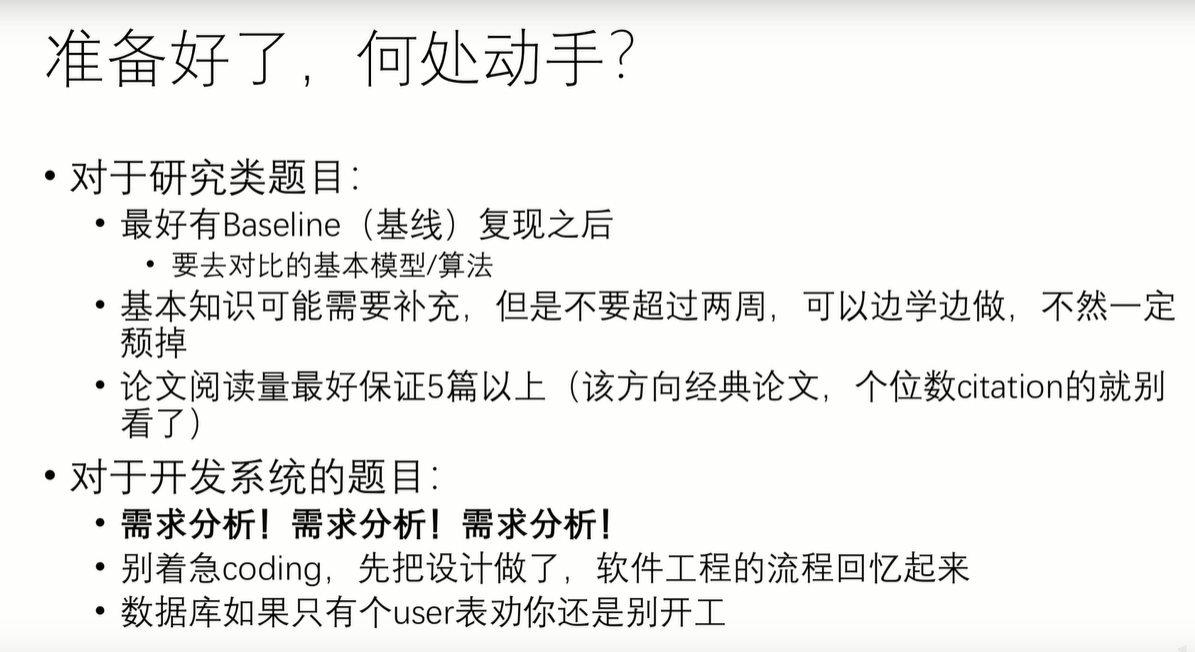 准备好了，何处动手？
• 对于研究类题目：
• 最好有Baseline（基线）复现之后
• 要去对比的基本模型/算法
• 基本知识可能需要补充，但是不要超过两周，可以边学边做，不然一定
颓掉
• 论文阅读量最好保证5篇以上（该方向经典论文，个位数citation的就别
看了）
• 对于开发系统的题目：
• 需求分析！需求分析！需求分析！
• 别着急coding，先把设计做了，软件工程的流程回忆起来
• 数据库如果只有个user表劝你还是别开工